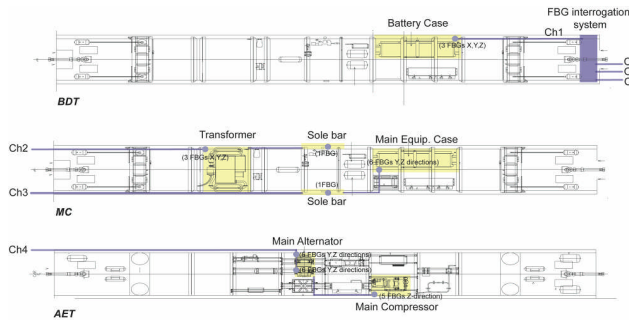 FBG interrogation
system
Battery Case
Ch1
(3 FBGs X,Y,Z)
BDT
Transformer
Sole bar
Main Equip. Case
Ch2
(3 FBGs X,Y,Z)
(1FBG)
(6 FBGs Y,Z directions)
(1FBG)
Ch3
Sole bar
MC
Main Alternator
Ch4
(6 FBGs Y,Z directions)
(6 FBGs Y,Z directions)
(5 FBGs Z-direction)
Main Compressor
AET